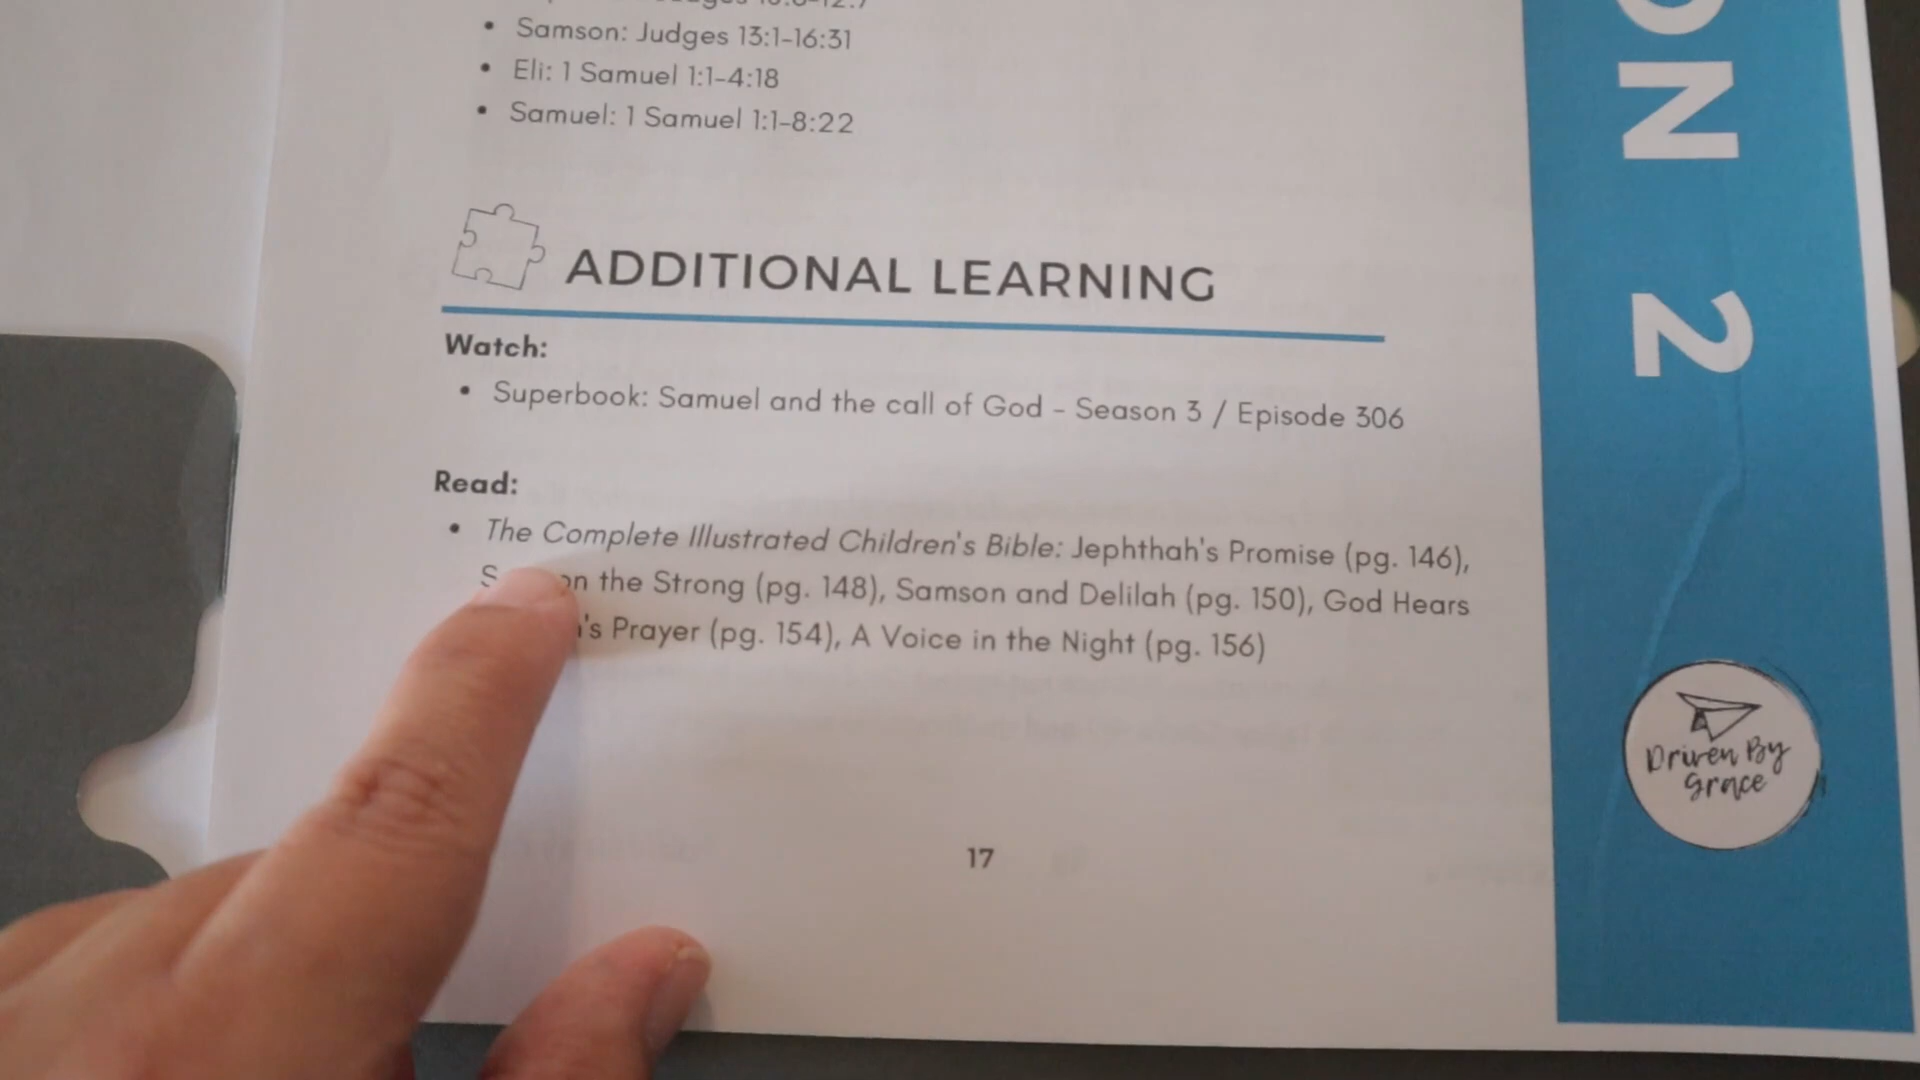 Samson: Judges 13:1-16:31
Eli: 1 Samuel 1:1-4:18
Samuel: 1 Samuel 1:1-8:22
ADDITIONAL LEARNING
Watch:
Superbook: Samuel and the call of God - Season 3 / Episode 306
Read:
The Complete Illustrated Children's Bible: Jephthah's Promise (pg. 146),
the Strong (pg. 148), Samson and Delilah (pg. 150), God Hears
Prayer (pg. 154), A Voice in the Night (pg. 156)
17
ON 2
Driven By
Grace